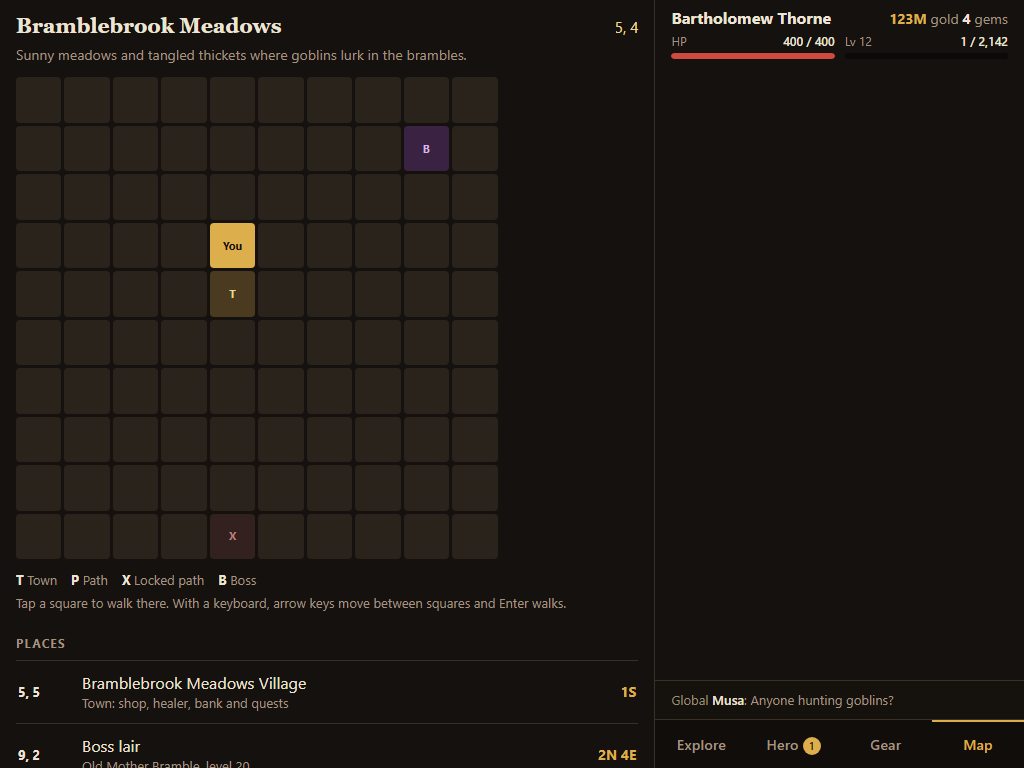 Bramblebrook Meadows
5, 4
Sunny meadows and tangled thickets where goblins lurk in the brambles.
B
You
T
X
T Town P Path X Locked path B Boss
Tap a square to walk there. With a keyboard, arrow keys move between squares and Enter walks.
PLACES
5, 5
Bramblebrook Meadows Village
Town: shop, healer, bank and quests
1S
9, 2
Boss lair
Old Mother Bramble, level 20
2N 4E
Bartholomew Thorne
123M gold 4 gems
HP 400 / 400
Lv 12 1 / 2,142
Global Musa: Anyone hunting goblins?
Explore
Hero 1
Gear
Map